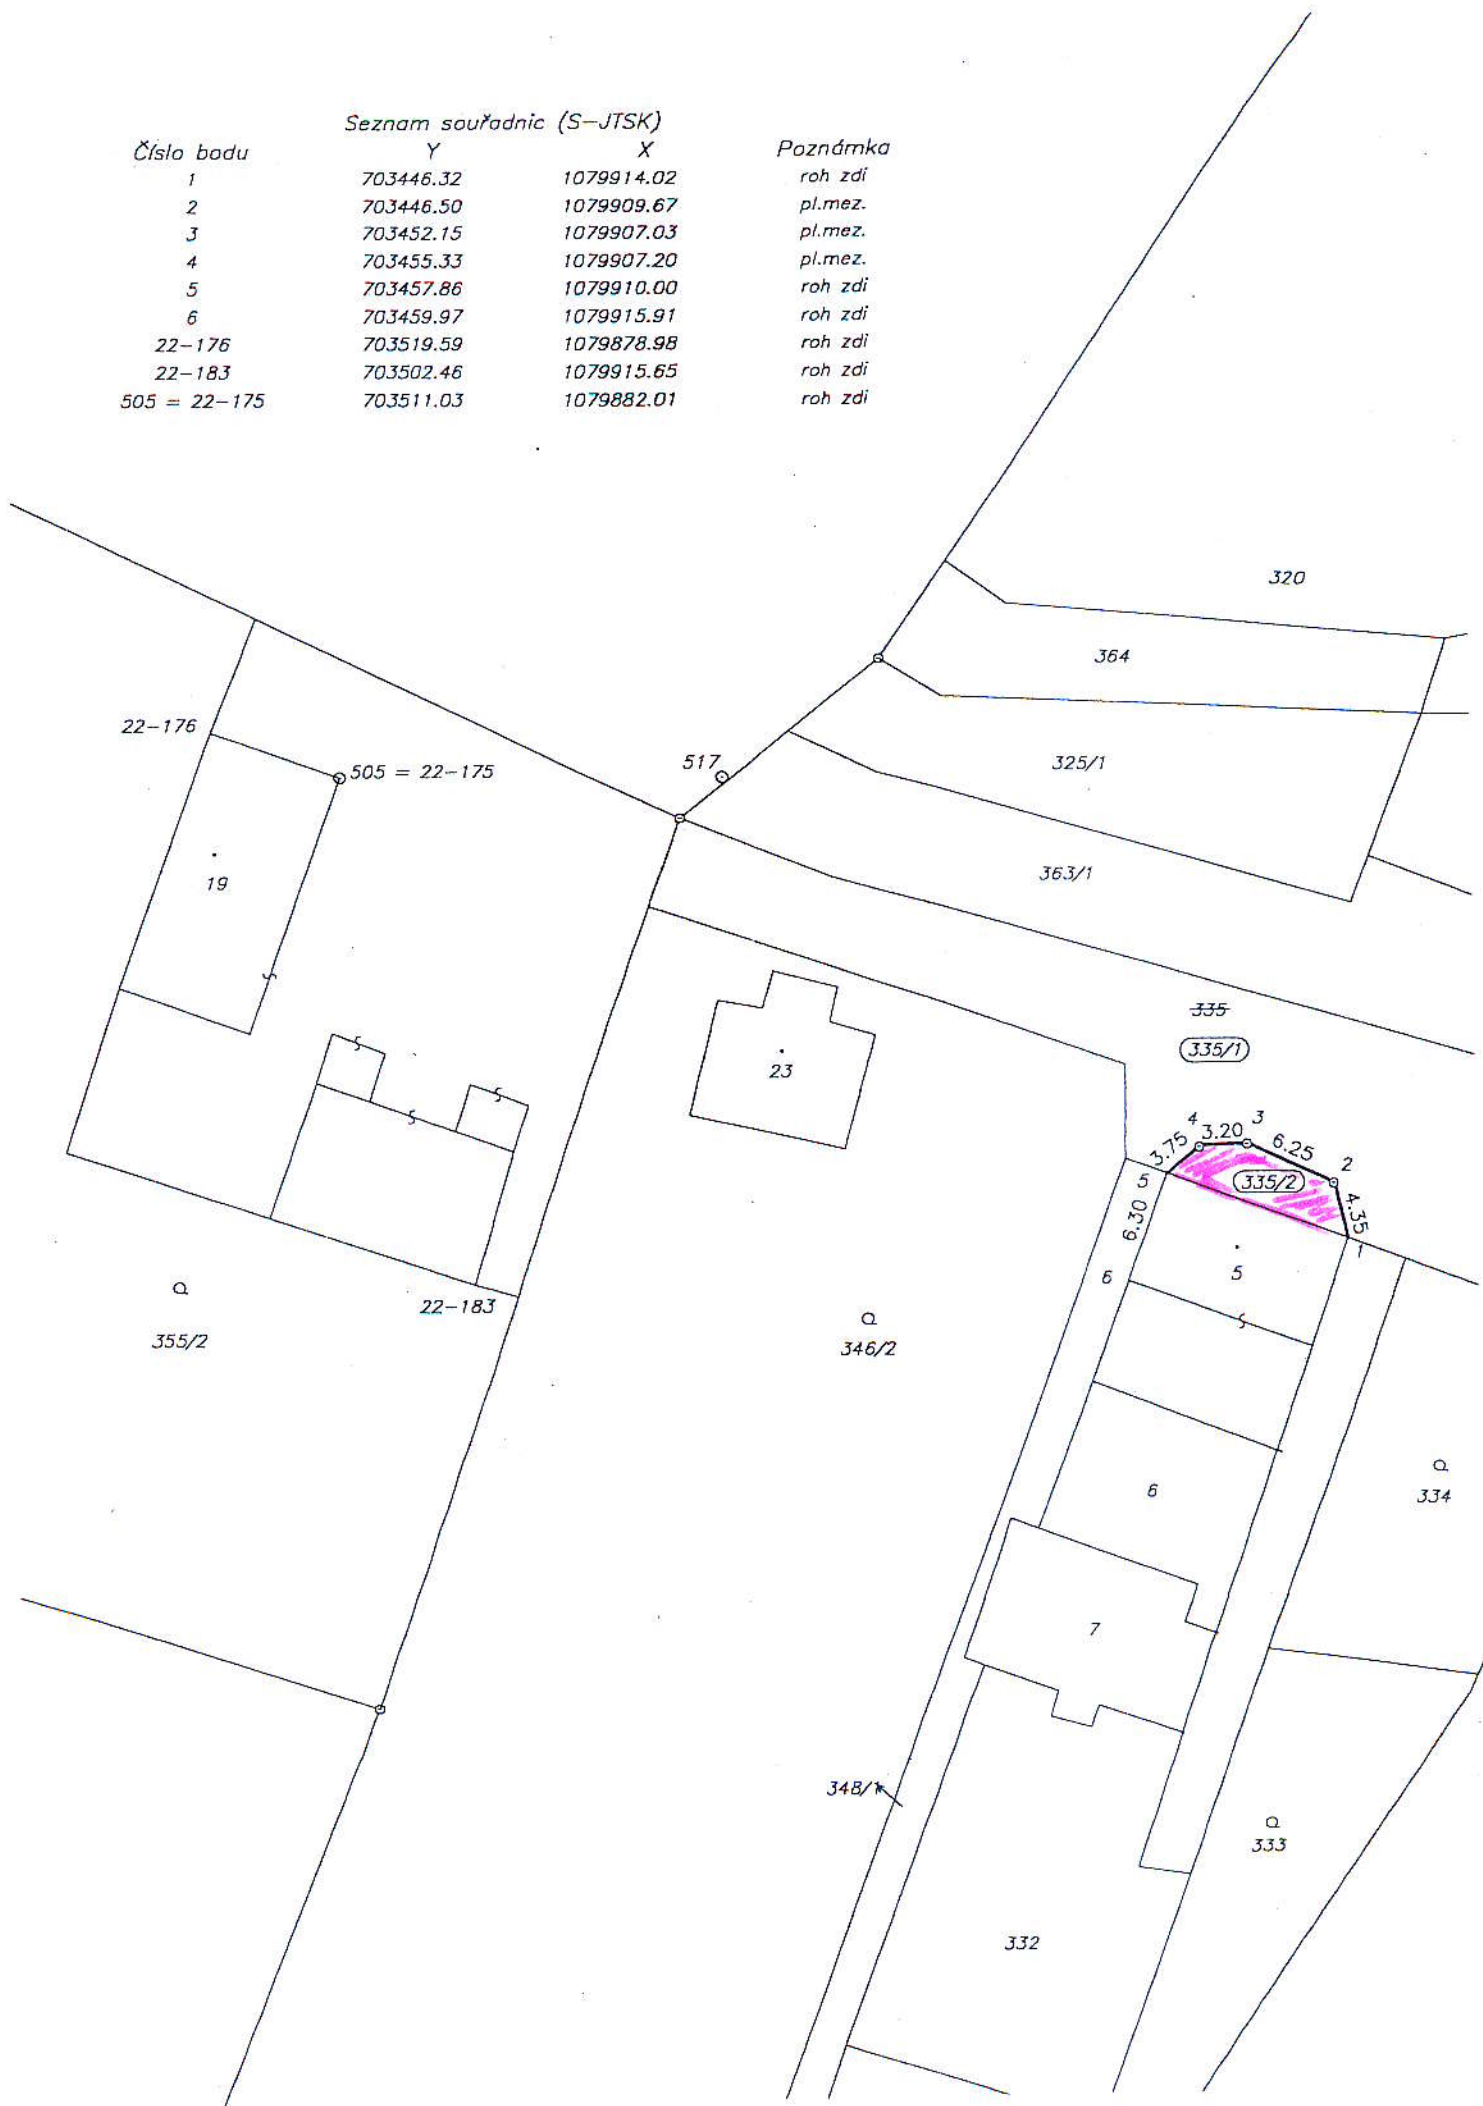 Seznam souřadnic (S-JTSK)
Číslo bodu Y X Poznámka
1 703446.32 1079914.02 roh zdi
2 703446.50 1079909.67 pl.mez.
3 703452.15 1079907.03 pl.mez.
4 703455.33 1079907.20 pl.mez.
5 703457.86 1079910.00 roh zdi
6 703459.97 1079915.91 roh zdi
22-176 703519.59 1079878.98 roh zdi
22-183 703502.46 1079915.65 roh zdi
505 = 22-175 703511.03 1079882.01 roh zdi
320
364
22-176
505 = 22-175
517
325/1
363/1
19
335
335/1
23
4
3.20
3
3.75
6.25
2
5
335/2
4.35
6.30
1
6
5
22-183
355/2
346/2
6
334
7
348/1
333
332